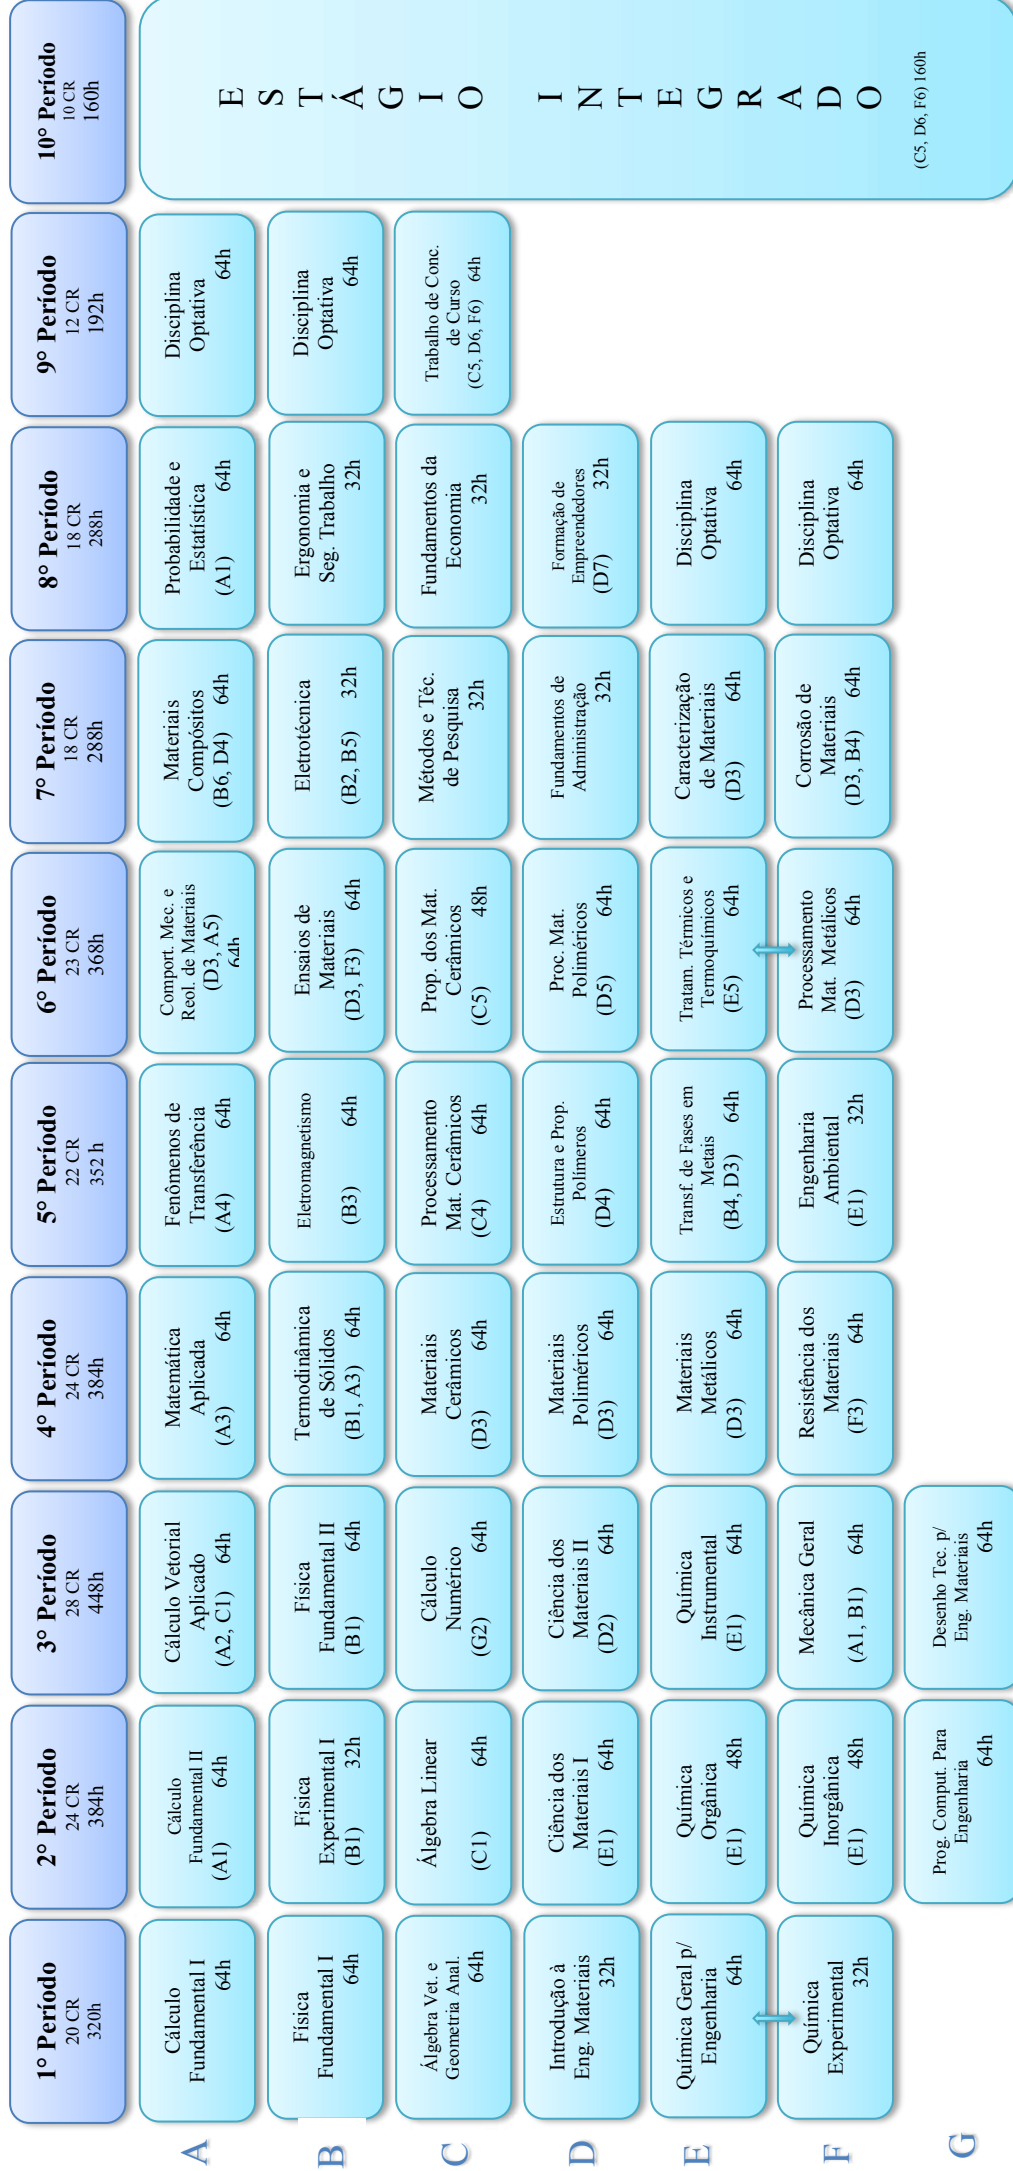 1° Período
20 CR
320h
2° Período
24 CR
384h
3° Período
28 CR
448h
4° Período
24 CR
384h
5° Período
22 CR
352 h
6° Período
23 CR
368h
7° Período
18 CR
288h
8° Período
18 CR
288h
9° Período
12 CR
192h
10° Período
10 CR
160h
A
Cálculo
Fundamental I
64h
Cálculo
Fundamental II
(A1) 64h
Cálculo Vetorial
Aplicado
(A2, C1) 64h
Matemática
Aplicada
(A3) 64h
Fenômenos de
Transferência
(A4) 64h
Comport. Mec. e
Reol. de Materiais
(D3, A5)
64h
Materiais
Compósitos
(B6, D4) 64h
Probabilidade e
Estatística
(A1) 64h
Disciplina
Optativa
64h
B
Física
Fundamental I
64h
Física
Experimental I
(B1) 32h
Física
Fundamental II
(B1) 64h
Termodinâmica
de Sólidos
(B1, A3) 64h
Eletromagnetismo
(B3) 64h
Ensaios de
Materiais
(D3, F3) 64h
Eletrotécnica
(B2, B5) 32h
Ergonomia e
Seg. Trabalho
32h
Disciplina
Optativa
64h
C
Álgebra Vet. e
Geometria Anal.
64h
Álgebra Linear
(C1) 64h
Cálculo
Numérico
(G2) 64h
Materiais
Cerâmicos
(D3) 64h
Processamento
Mat. Cerâmicos
(C4) 64h
Prop. dos Mat.
Cerâmicos
(C5) 48h
Métodos e Téc.
de Pesquisa
32h
Fundamentos da
Economia
32h
Trabalho de Conc.
de Curso
(C5, D6, F6) 64h
D
Introdução à
Eng. Materiais
32h
Ciência dos
Materiais I
(E1) 64h
Ciência dos
Materiais II
(D2) 64h
Materiais
Poliméricos
(D3) 64h
Estrutura e Prop.
Polímeros
(D4) 64h
Proc. Mat.
Poliméricos
(D5) 64h
Fundamentos de
Administração
32h
Formação de
Empreendedores
(D7) 32h
E
Química Geral p/
Engenharia
64h
Química
Orgânica
(E1) 48h
Química
Instrumental
(E1) 64h
Materiais
Metálicos
(D3) 64h
Transf. de Fases em
Metais
(B4, D3) 64h
Tratam. Térmicos e
Termoquímicos
(E5) 64h
Caracterização
de Materiais
(D3) 64h
Disciplina
Optativa
64h
F
Química
Experimental
32h
Química
Inorgânica
(E1) 48h
Mecânica Geral
(A1, B1) 64h
Resistência dos
Materiais
(F3) 64h
Engenharia
Ambiental
(E1) 32h
Processamento
Mat. Metálicos
(D3) 64h
Corrosão de
Materiais
(D3, B4) 64h
Disciplina
Optativa
64h
G
Prog. Comput. Para
Engenharia
64h
Desenho Tec. p/
Eng. Materiais
64h
E
S
T
Á
G
I
O
I
N
T
E
G
R
A
D
O
(C5, D6, F6) 160h